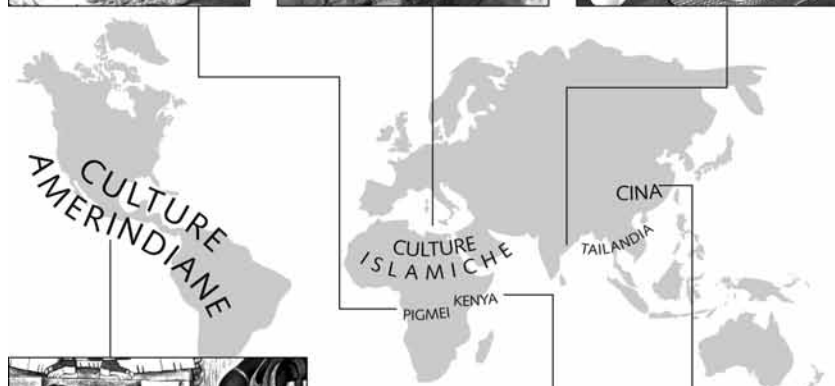 CULTURE
AMERINDIANE
CULTURE
ISLAMICHE
PIGMEI
KENYA
CINA
TAILANDIA